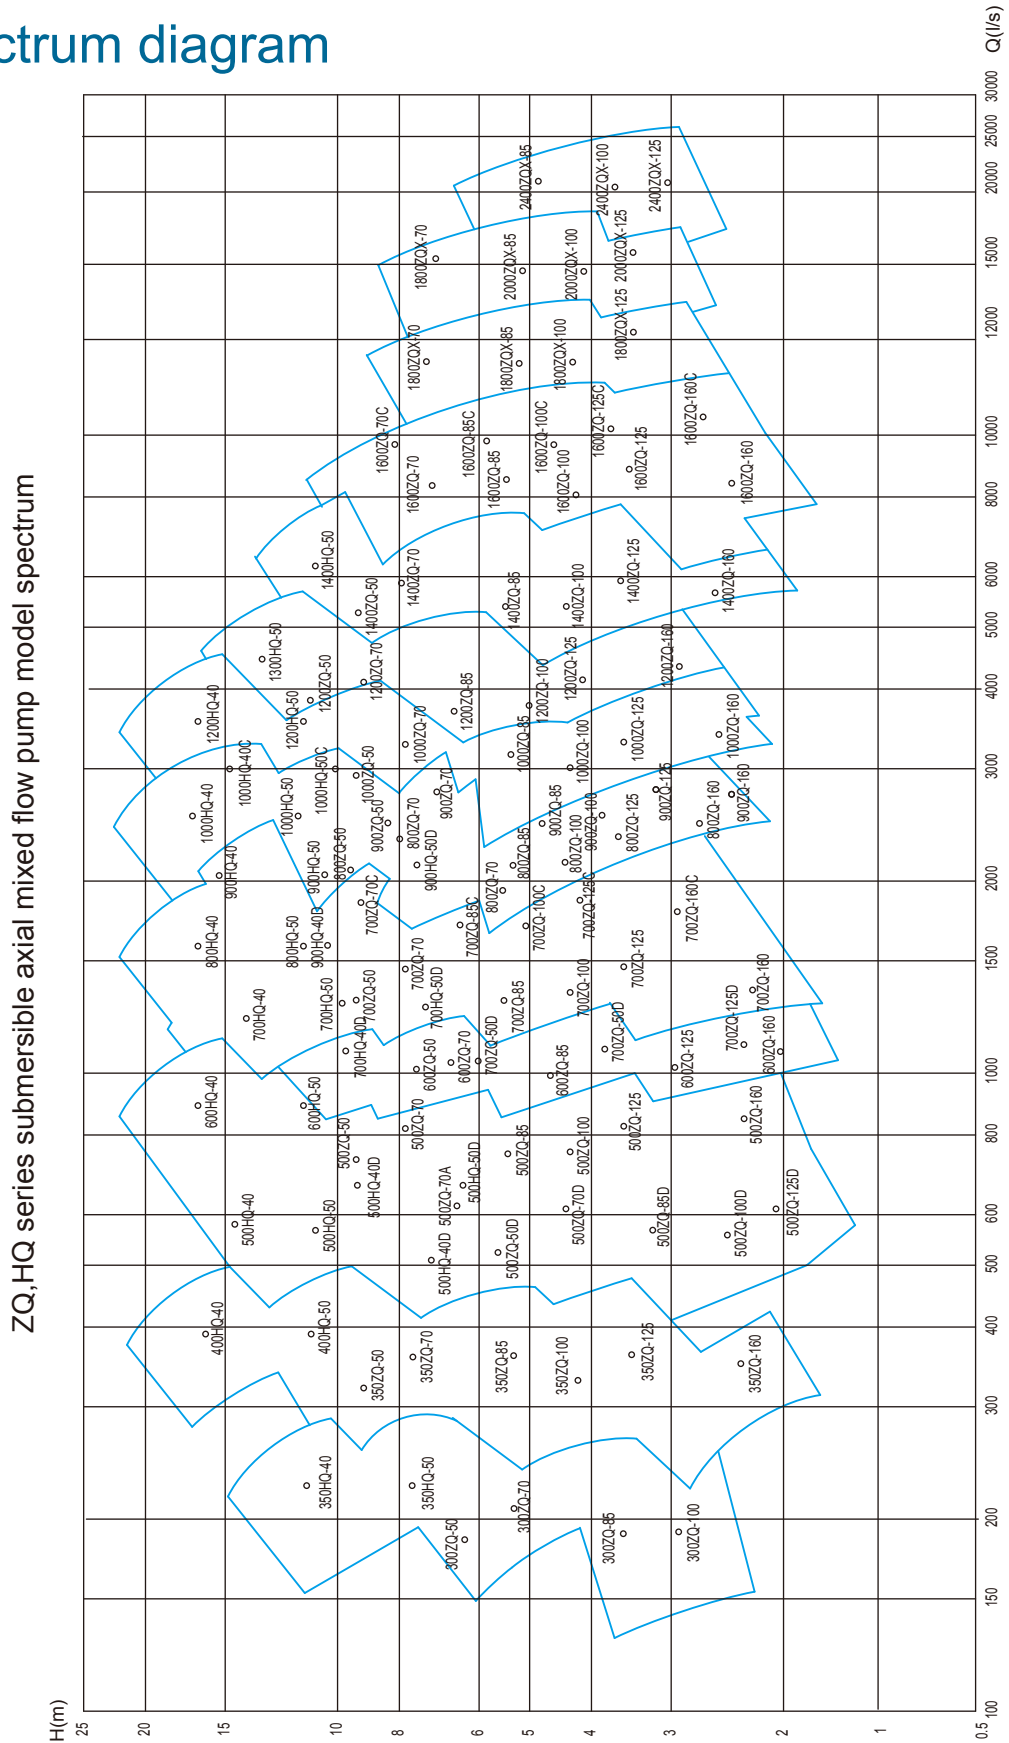 ctrum diagram
ZQ,HQ series submersible axial mixed flow pump model spectrum
H(m)
25
20
15
10
8
6
5
4
3
2
1
0.5
Q(l/s)
30000
25000
20000
15000
12000
10000
8000
6000
5000
4000
3000
2000
1500
1000
800
600
500
400
300
200
150
100
2400ZQX-85
2400ZQX-100
2400ZQX-125
1800ZQX-70
2000ZQX-85
2000ZQX-100
2000ZQX-125
1800ZQX-70
1800ZQX-85
1800ZQX-100
1800ZQX-125
1600ZQ-70C
1600ZQ-85C
1600ZQ-100C
1600ZQ-125C
1600ZQ-160C
1600ZQ-70
1600ZQ-85
1600ZQ-100
1600ZQ-125
1600ZQ-160
1400HQ-50
1400ZQ-50
1400ZQ-70
1400ZQ-85
1400ZQ-100
1400ZQ-125
1400ZQ-160
1300HQ-50
1200HQ-40
1200HQ-50
1200ZQ-50
1200ZQ-70
1200ZQ-85
1200ZQ-100
1200ZQ-125
1200ZQ-160
1000HQ-40
1000HQ-40C
1000HQ-50
1000HQ-50C
1000ZQ-50
1000ZQ-70
1000ZQ-85
1000ZQ-100
1000ZQ-125
1000ZQ-160
900HQ-40
900HQ-50
900ZQ-50
900HQ-50D
900ZQ-70
900ZQ-85
900ZQ-100
900ZQ-125
900ZQ-160
800HQ-40
800HQ-50
900HQ-40D
800ZQ-50
800ZQ-70
800ZQ-70
800ZQ-85
800ZQ-100
800ZQ-125
800ZQ-160
700ZQ-70C
700ZQ-85C
700ZQ-100C
700ZQ-125C
700ZQ-160C
700HQ-40
700HQ-50
700HQ-40D
700ZQ-50
700ZQ-70
700HQ-50D
700ZQ-85
700ZQ-100
700ZQ-125
700ZQ-160
600HQ-40
600HQ-50
600ZQ-50
600ZQ-70
700ZQ-50D
600ZQ-85
700ZQ-50D
600ZQ-125
700ZQ-125D
600ZQ-160
500HQ-40
500HQ-50
500ZQ-50
500HQ-40D
500ZQ-70
500ZQ-70A
500HQ-50D
500HQ-40D
500ZQ-50D
500ZQ-85
500ZQ-100
500ZQ-70D
500ZQ-125
500ZQ-85D
500ZQ-160
500ZQ-100D
500ZQ-125D
400HQ-40
400HQ-50
350ZQ-50
350ZQ-70
350ZQ-85
350ZQ-100
350ZQ-125
350ZQ-160
350HQ-40
350HQ-50
300ZQ-50
300ZQ-70
300ZQ-85
300ZQ-100